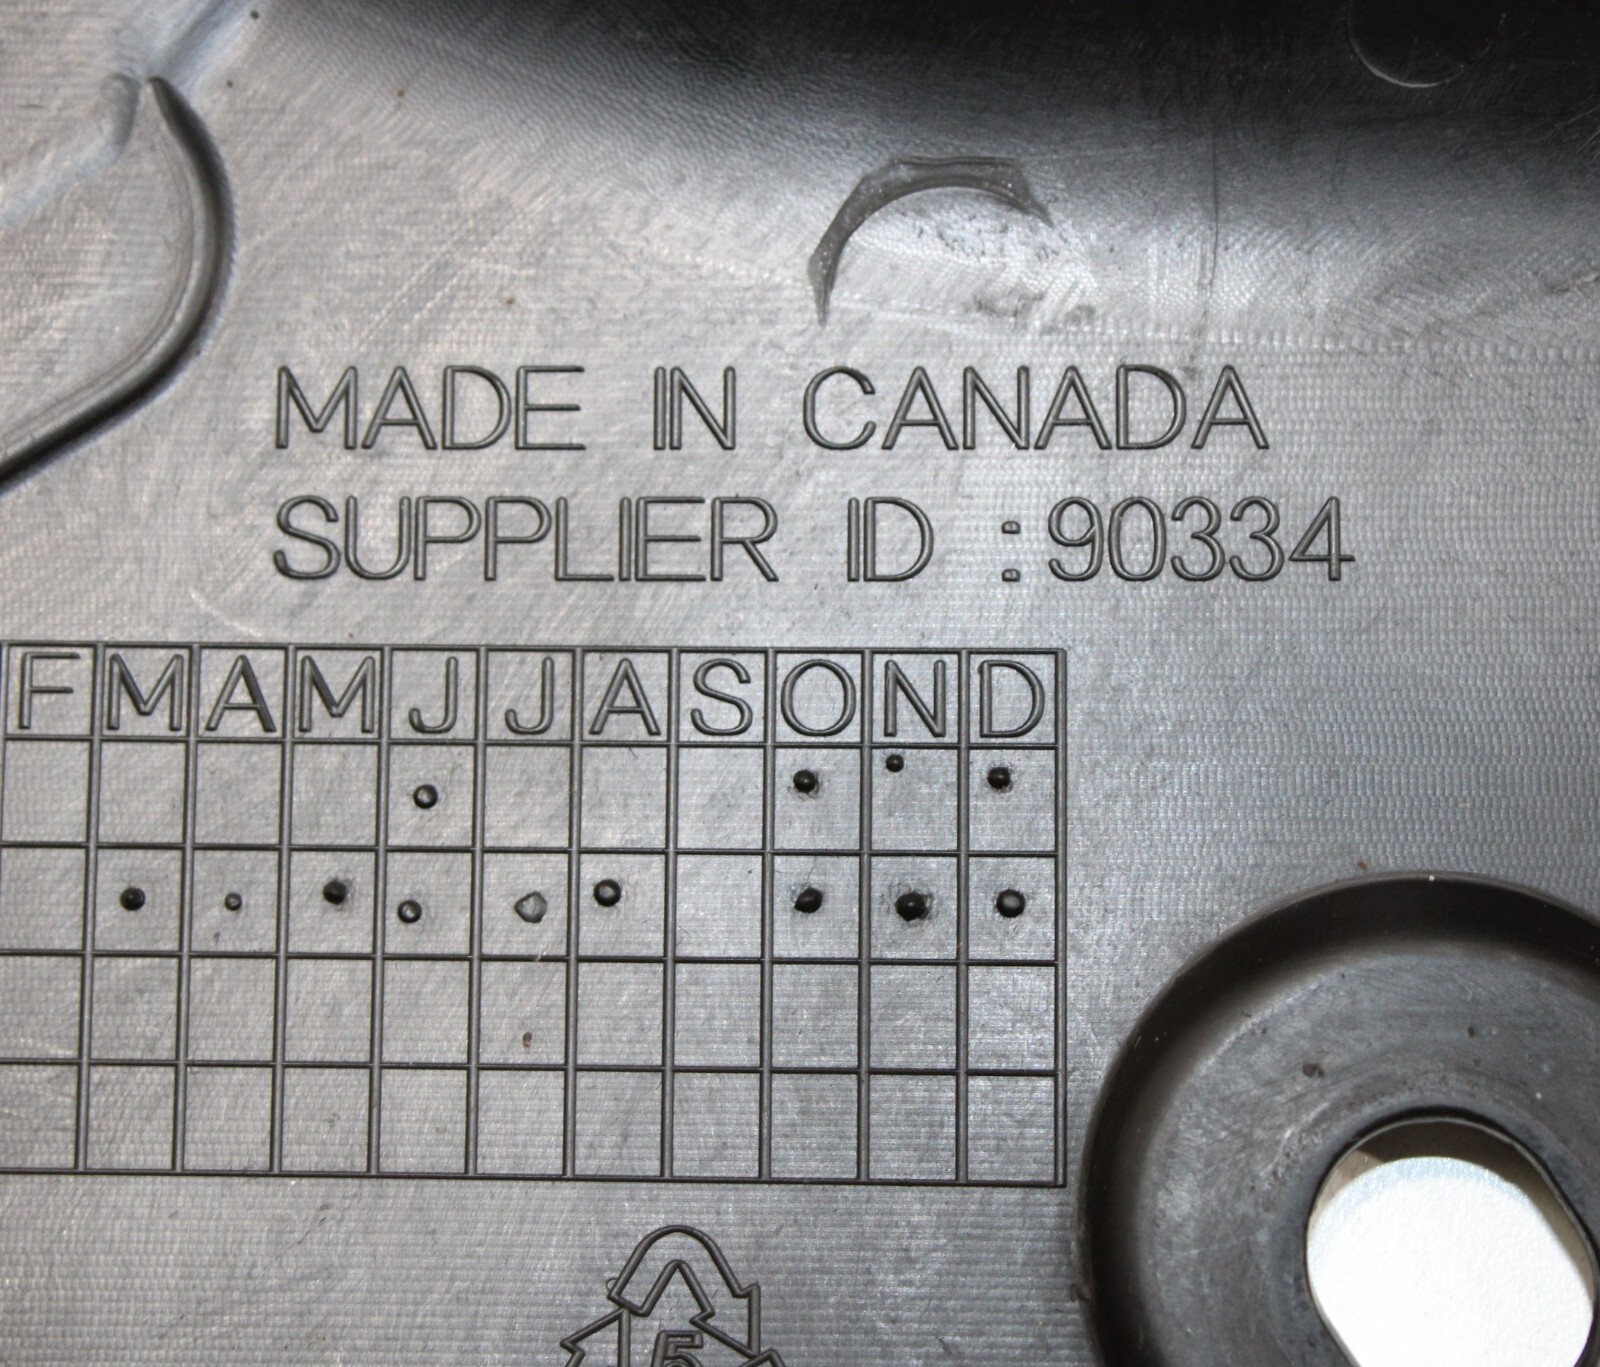 MADE IN CANADA
SUPPLIER ID :90334
F M A M J J A S O N D
5